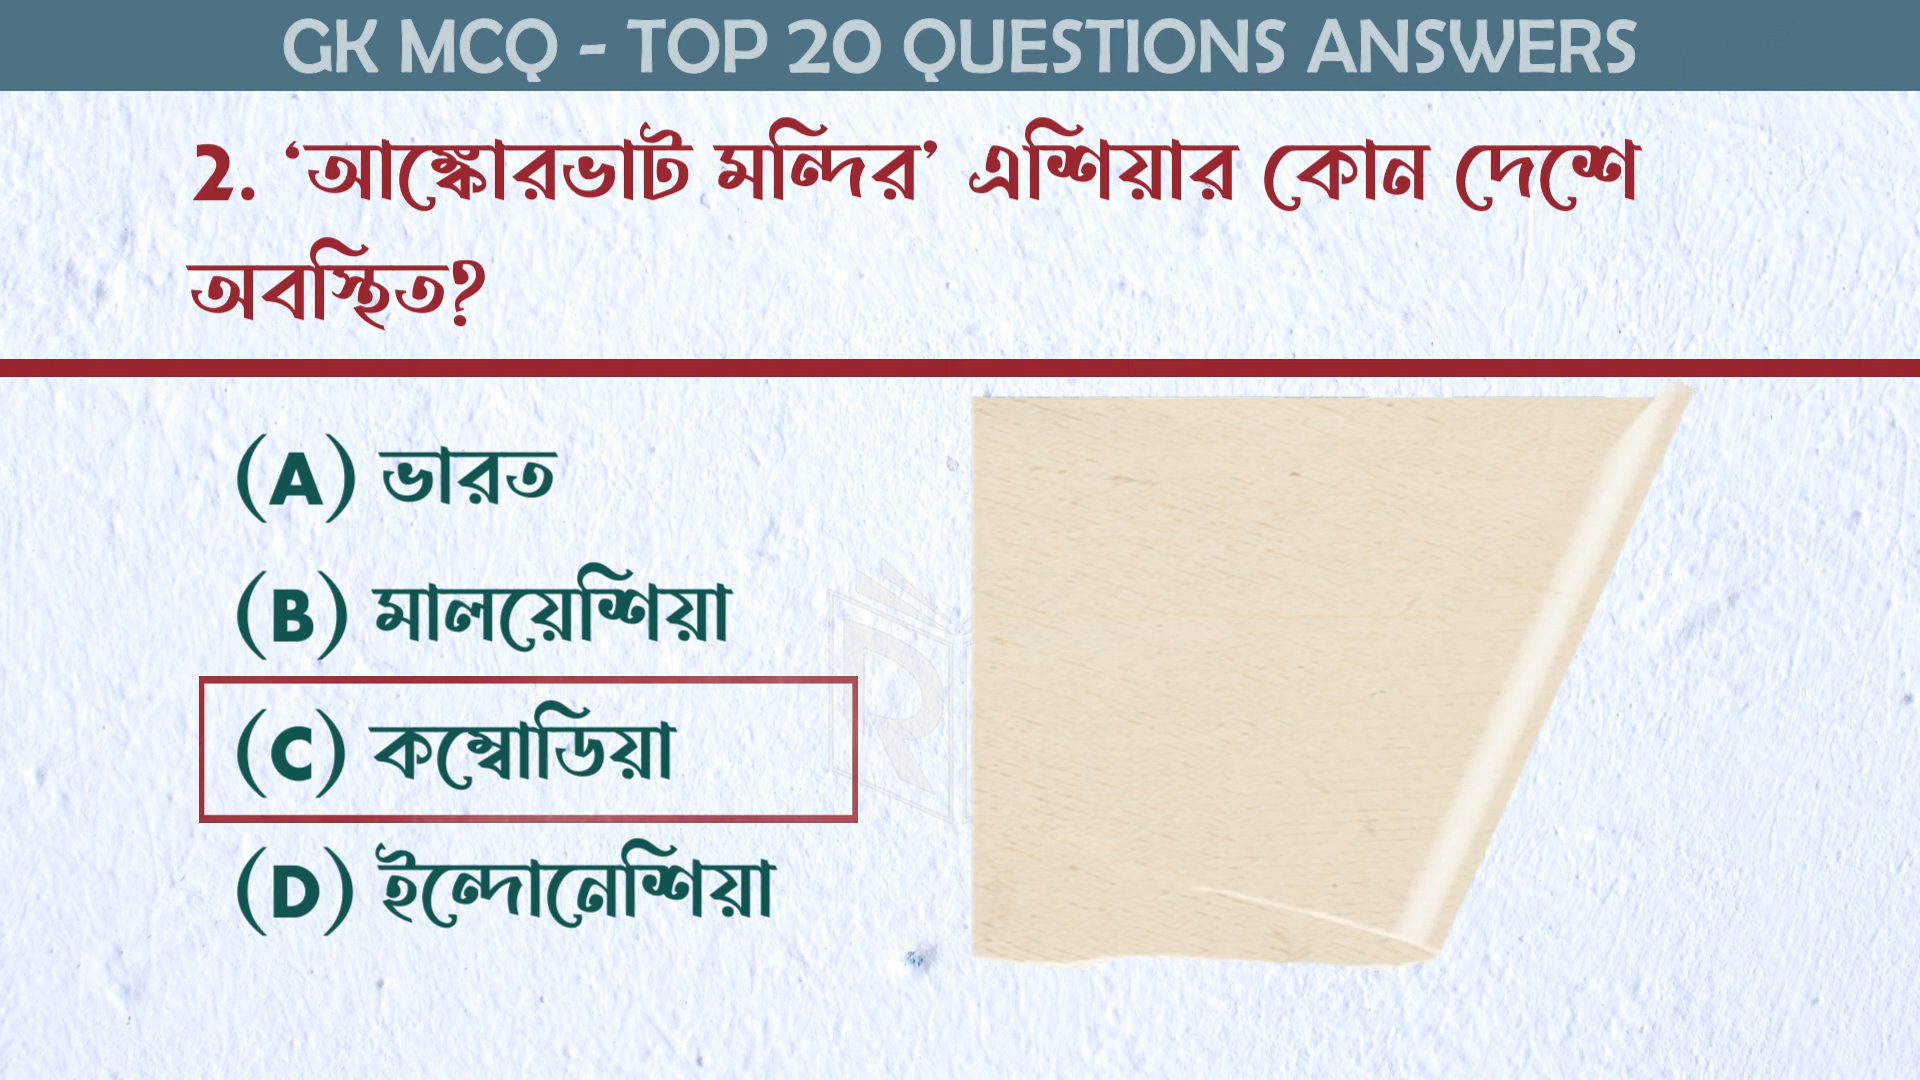 GK MCQ - TOP 20 QUESTIONS ANSWERS
2. ‘আঙ্কোরভাট মন্দির’ এশিয়ার কোন দেশে
অবস্থিত?
(A) ভারত
(B) মালয়েশিয়া
(C) কম্বোডিয়া
(D) ইন্দোনেশিয়া